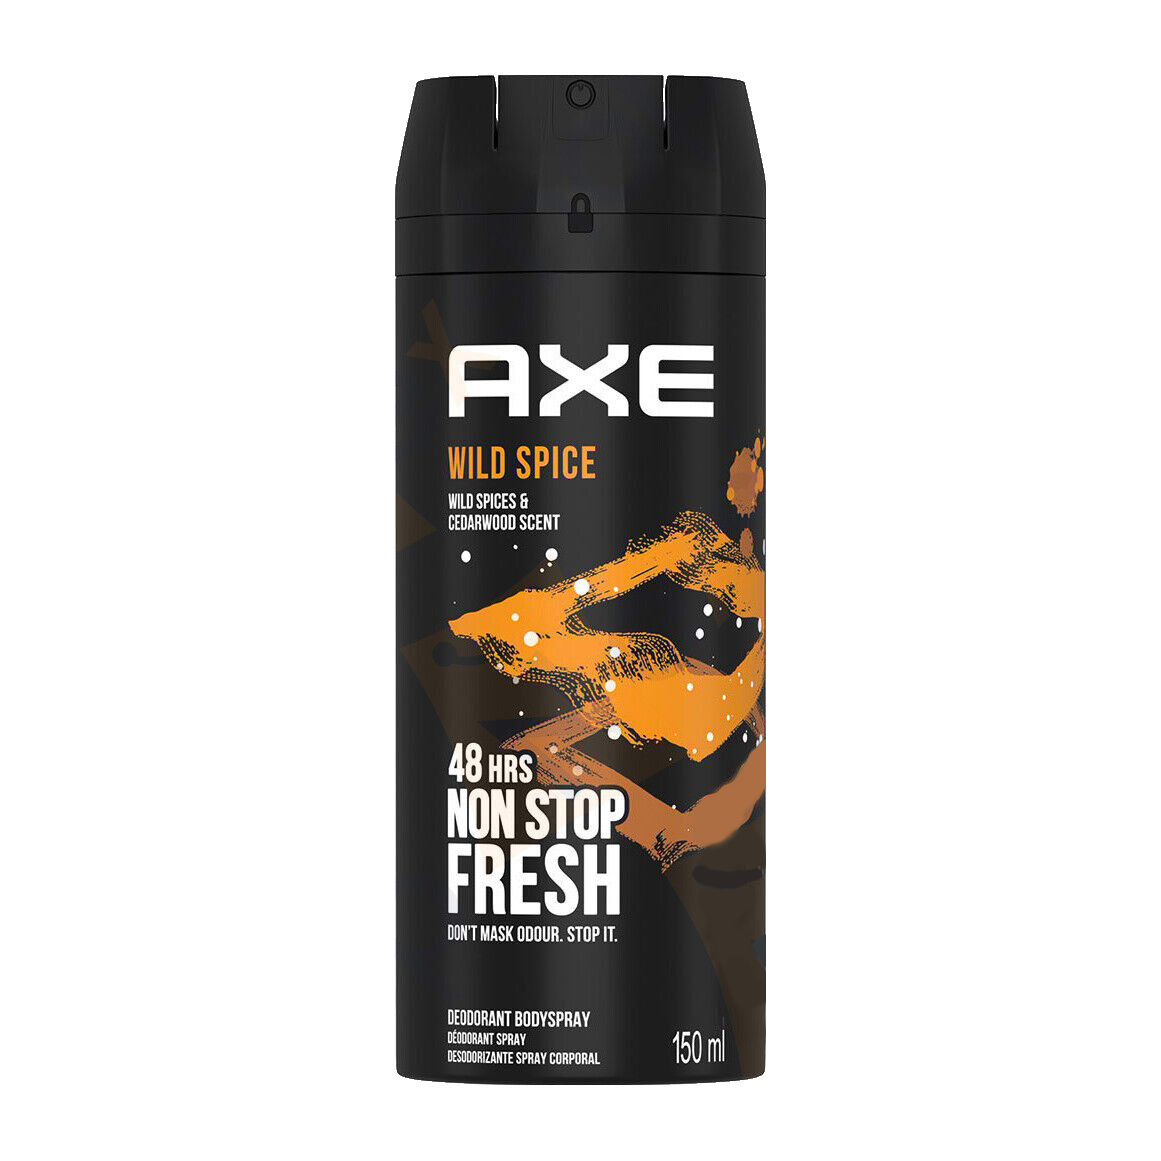 AXE
WILD SPICE
WILD SPICES &
CEDARWOOD SCENT
48 HRS
NON STOP
FRESH
DON'T MASK ODOUR. STOP IT.
DEODORANT BODYSPRAY
DÉODORANT SPRAY
DESODORIZANTE SPRAY CORPORAL
150 ml